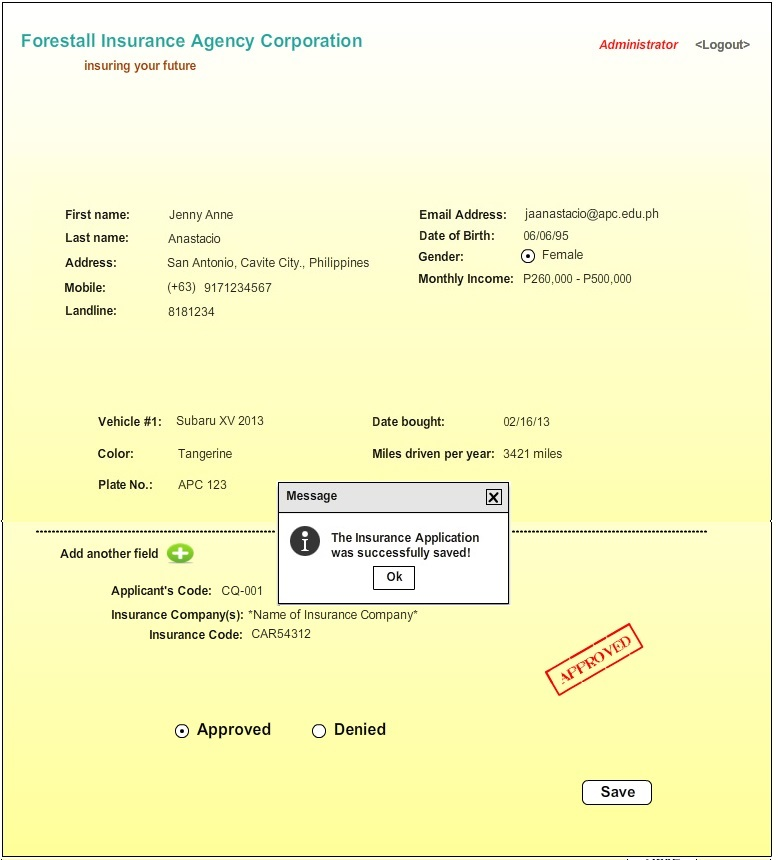 Forestall Insurance Agency Corporation
insuring your future
Administrator <Logout>
First name: Jenny Anne
Last name: Anastacio
Address: San Antonio, Cavite City., Philippines
Mobile: (+63) 9171234567
Landline: 8181234
Email Address: jaanastacio@apc.edu.ph
Date of Birth: 06/06/95
Gender: Female
Monthly Income: P260,000 - P500,000
Vehicle #1: Subaru XV 2013
Date bought: 02/16/13
Color: Tangerine
Miles driven per year: 3421 miles
Plate No.: APC 123
Message
The Insurance Application
was successfully saved!
Ok
Add another field
Applicant's Code: CQ-001
Insurance Company(s): *Name of Insurance Company*
Insurance Code: CAR54312
APPROVED
Approved Denied
Save